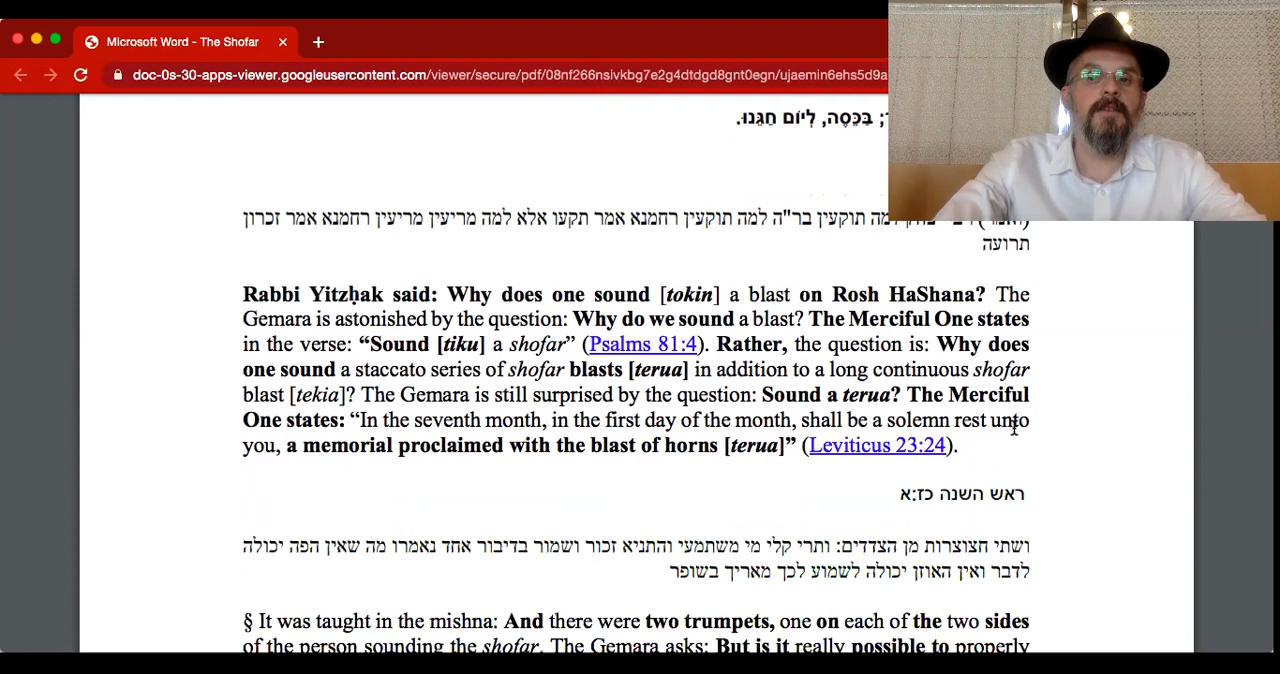 Microsoft Word - The Shofar
doc-0s-30-apps-viewer.googleusercontent.com/viewer/secure/pdf/08nf266nsivkbg7e2g4dtdgd8gnt0egn/ujaemin6ehs5d9a
בַּכֵּסֶה, לְיוֹם חַגֵּנוּ.
למה תוקעין בר"ה למה תוקעין רחמנא אמר תקעו אלא למה מריעין מריעין רחמנא אמר זכרון
תרועה
Rabbi Yitzḥak said: Why does one sound [tokin] a blast on Rosh HaShana? The
Gemara is astonished by the question: Why do we sound a blast? The Merciful One states
in the verse: “Sound [tiku] a shofar” (Psalms 81:4). Rather, the question is: Why does
one sound a staccato series of shofar blasts [terua] in addition to a long continuous shofar
blast [tekia]? The Gemara is still surprised by the question: Sound a terua? The Merciful
One states: “In the seventh month, in the first day of the month, shall be a solemn rest unto
you, a memorial proclaimed with the blast of horns [terua]” (Leviticus 23:24).
ראש השנה כז:א
ושתי חצוצרות מן הצדדים: ותרי קלי מי משתמעי והתניא זכור ושמור בדיבור אחד נאמרו מה שאין הפה יכולה
לדבר ואין האוזן יכולה לשמוע לכך מאריך בשופר
§ It was taught in the mishna: And there were two trumpets, one on each of the two sides
of the person sounding the shofar. The Gemara asks: But is it really possible to properly